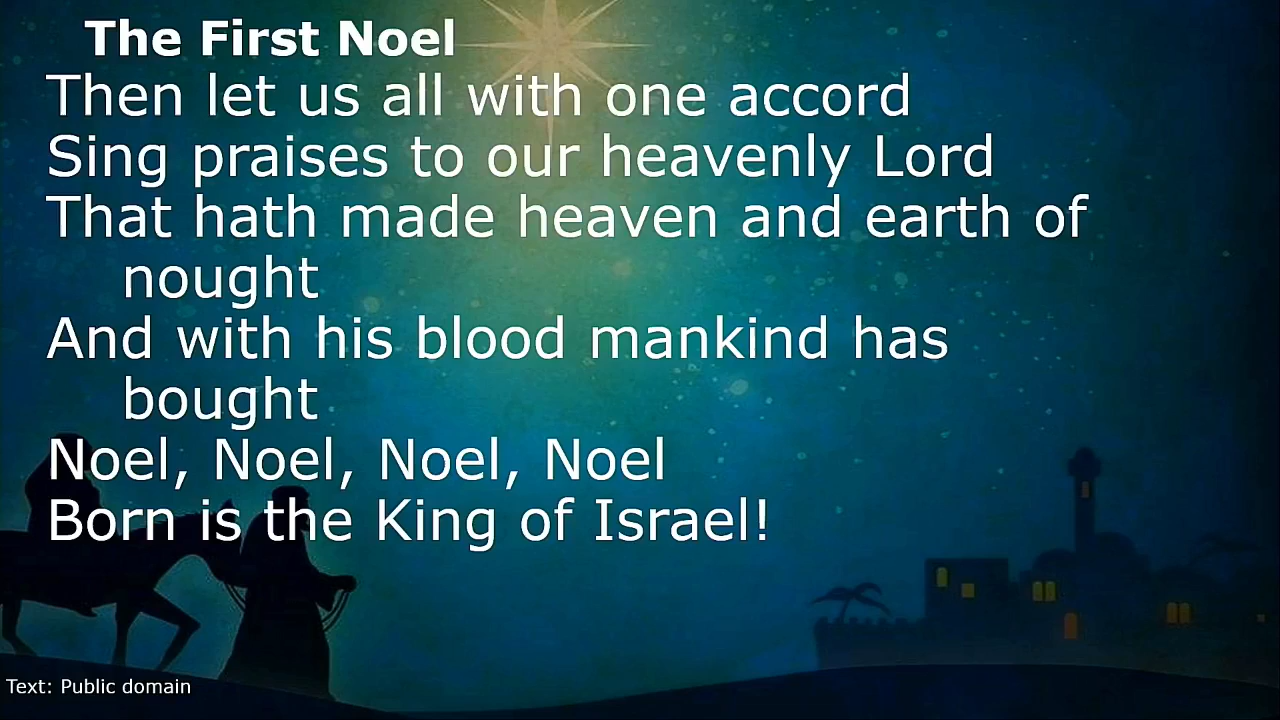 The First Noel
Then let us all with one accord
Sing praises to our heavenly Lord
That hath made heaven and earth of
nought
And with his blood mankind has
bought
Noel, Noel, Noel, Noel
Born is the King of Israel!
Text: Public domain